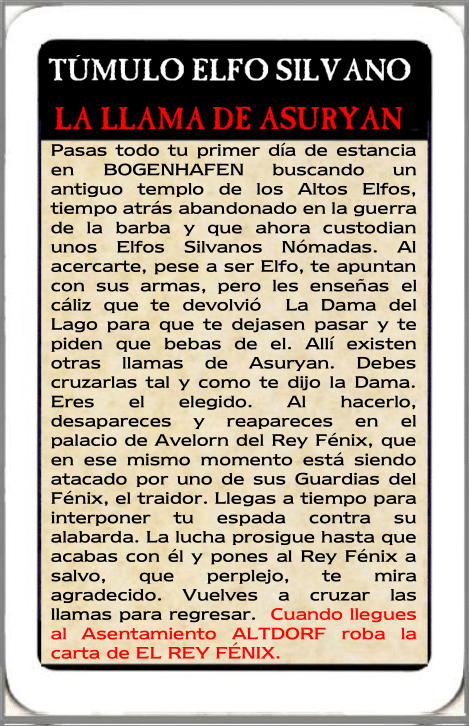 TÚMULO ELFO SILVANO
LA LLAMA DE ASURYAN
Pasas todo tu primer día de estancia
en BOGENHAFEN buscando un
antiguo templo de los Altos Elfos,
tiempo atrás abandonado en la guerra
de la barba y que ahora custodian
unos Elfos Silvanos Nómadas. Al
acercarte, pese a ser Elfo, te apuntan
con sus armas, pero les enseñas el
cáliz que te devolvió La Dama del
Lago para que te dejasen pasar y te
piden que bebas de el. Allí existen
otras llamas de Asuryan. Debes
cruzarlas tal y como te dijo la Dama.
Eres el elegido. Al hacerlo,
desapareces y reapareces en el
palacio de Avelorn del Rey Fénix, que
en ese mismo momento está siendo
atacado por uno de sus Guardias del
Fénix, el traidor. Llegas a tiempo para
interponer tu espada contra su
alabarda. La lucha prosigue hasta que
acabas con él y pones al Rey Fénix a
salvo, que perplejo, te mira
agradecido. Vuelves a cruzar las
llamas para regresar. Cuando llegues
al Asentamiento ALTDORF roba la
carta de EL REY FÉNIX.